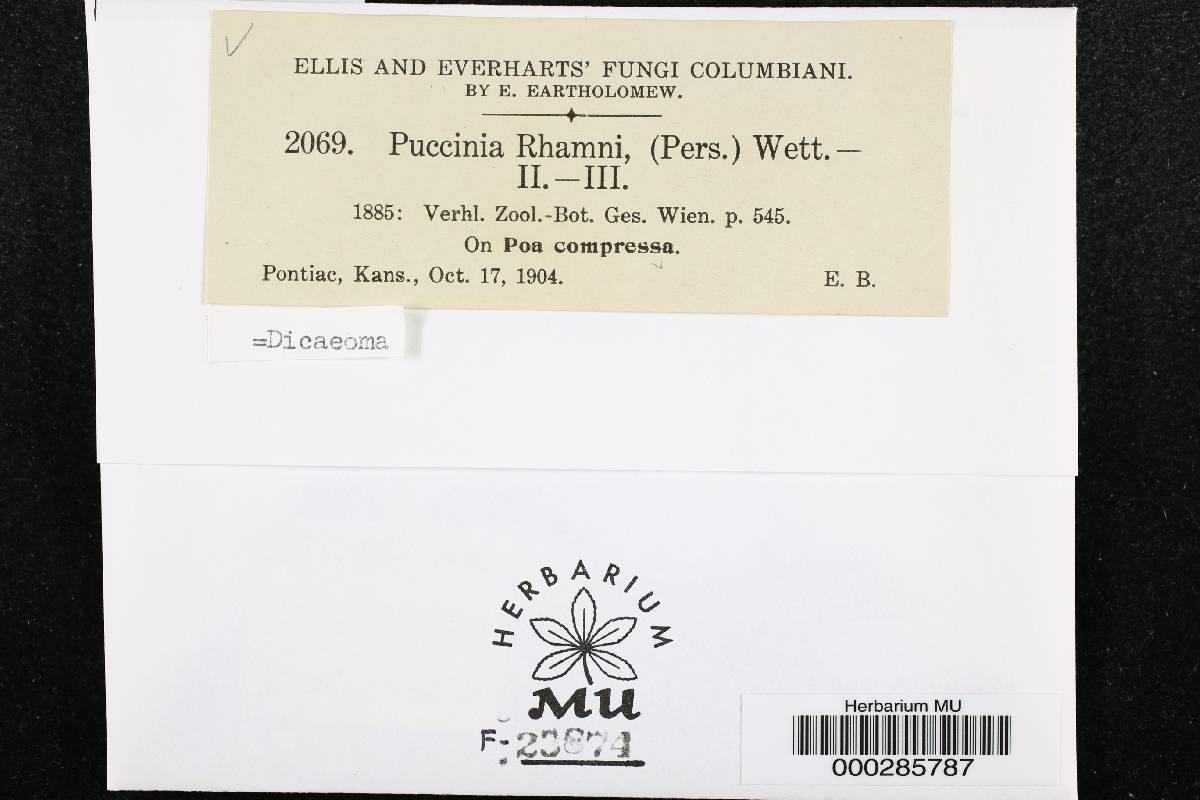 ELLIS AND EVERHARTS' FUNGI COLUMBIANI.
BY E. EARTHOLOMEW.
2069. Puccinia Rhamni, (Pers.) Wett.—
II.—III.
1885: Verhl. Zool.-Bot. Ges. Wien. p. 545.
On Poa compressa.
Pontiac, Kans., Oct. 17, 1904. E. B.
=Dicaeoma
HERBARIUM
MU
F-23874
Herbarium MU
000285787